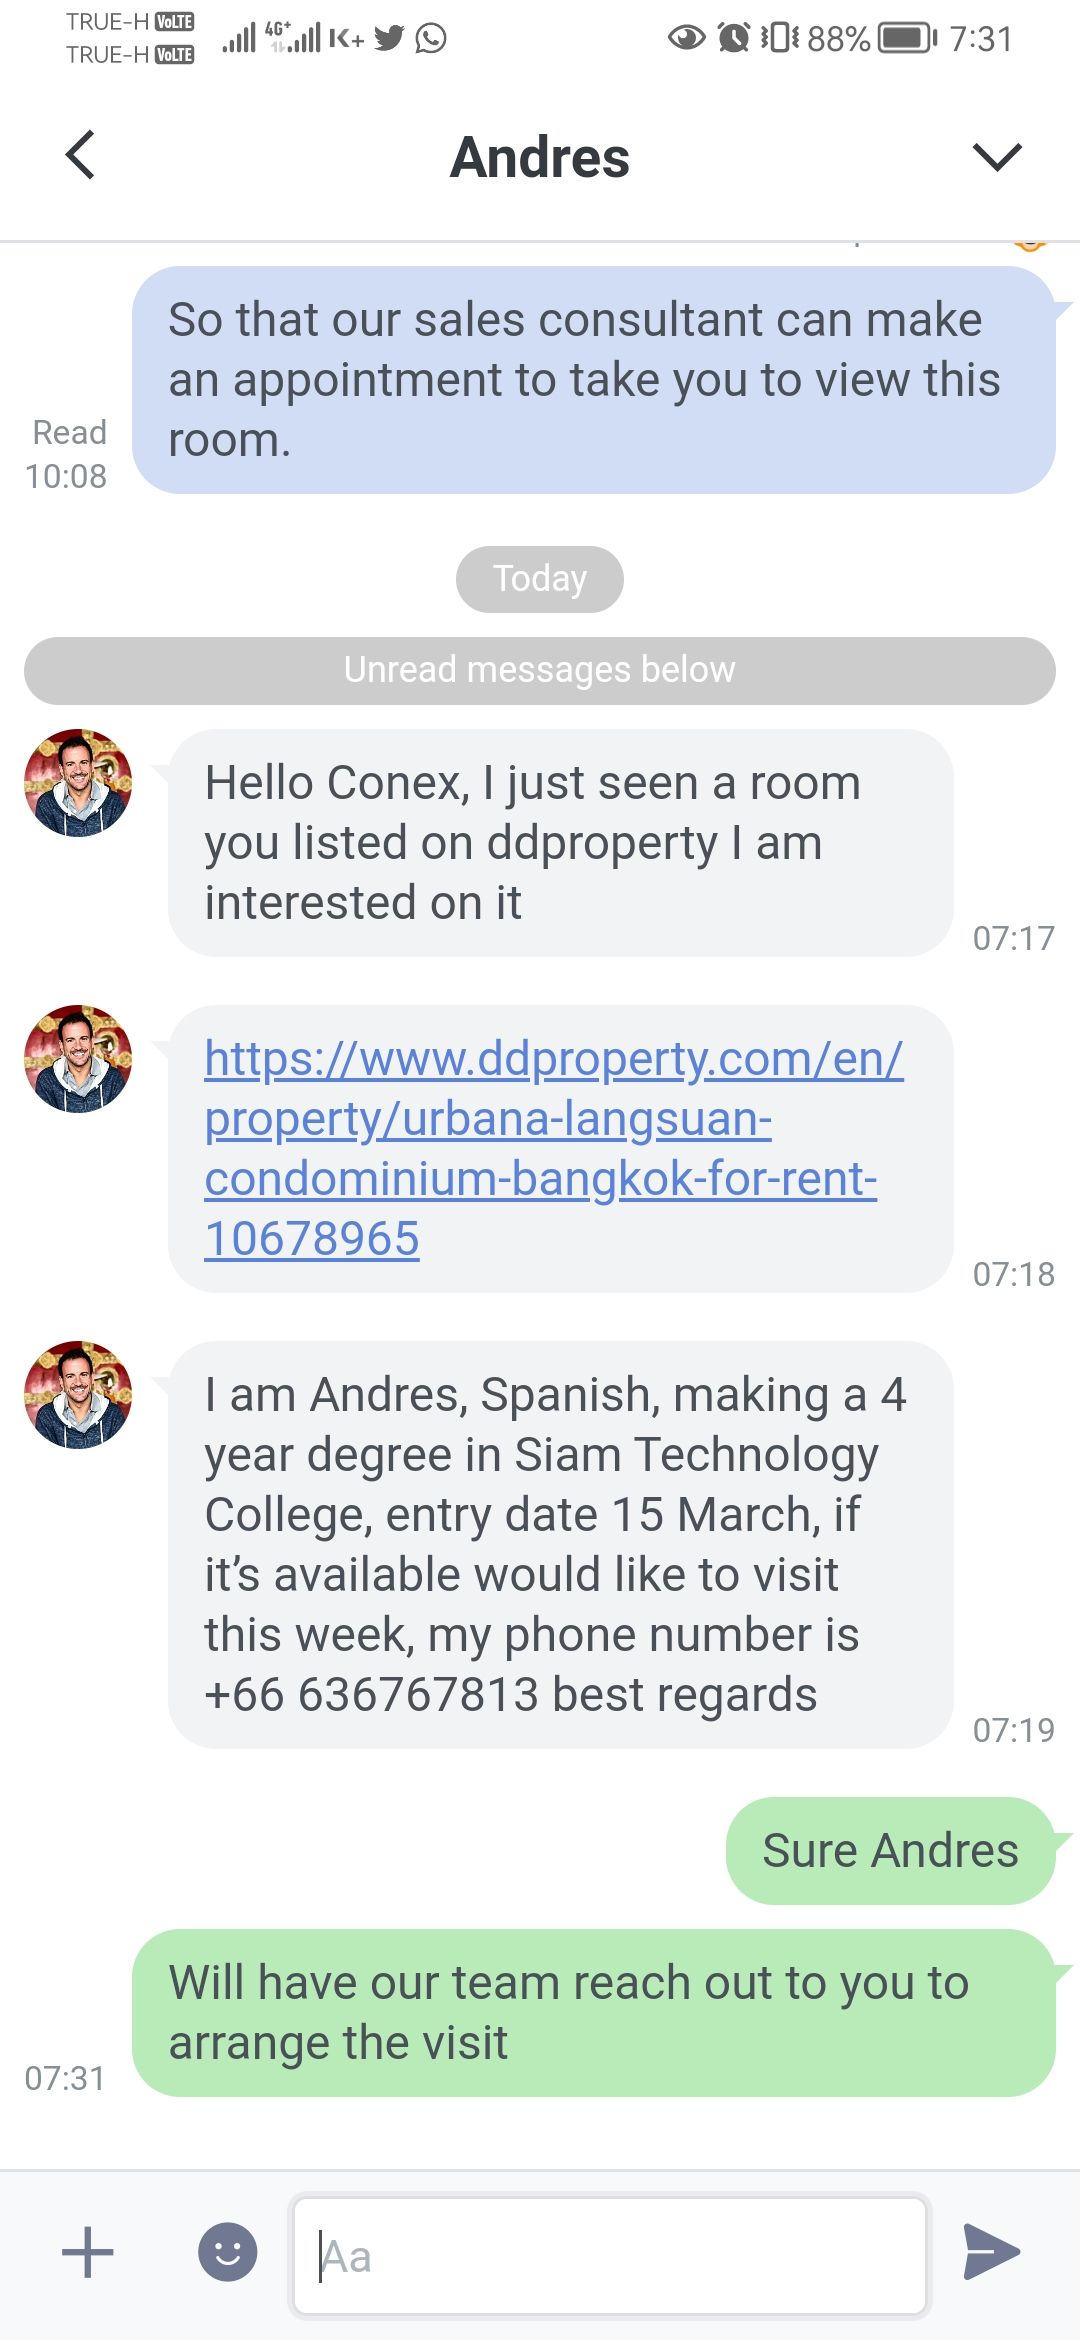 TRUE-H VoLTE
TRUE-H VoLTE
4G+
K+
88%
7:31
Andres
So that our sales consultant can make
an appointment to take you to view this
room.
Read
10:08
Today
Unread messages below
Hello Conex, I just seen a room
you listed on ddproperty I am
interested on it
07:17
https://www.ddproperty.com/en/
property/urbana-langsuan-
condominium-bangkok-for-rent-
10678965
07:18
I am Andres, Spanish, making a 4
year degree in Siam Technology
College, entry date 15 March, if
it’s available would like to visit
this week, my phone number is
+66 636767813 best regards
07:19
Sure Andres
Will have our team reach out to you to
arrange the visit
07:31
Aa